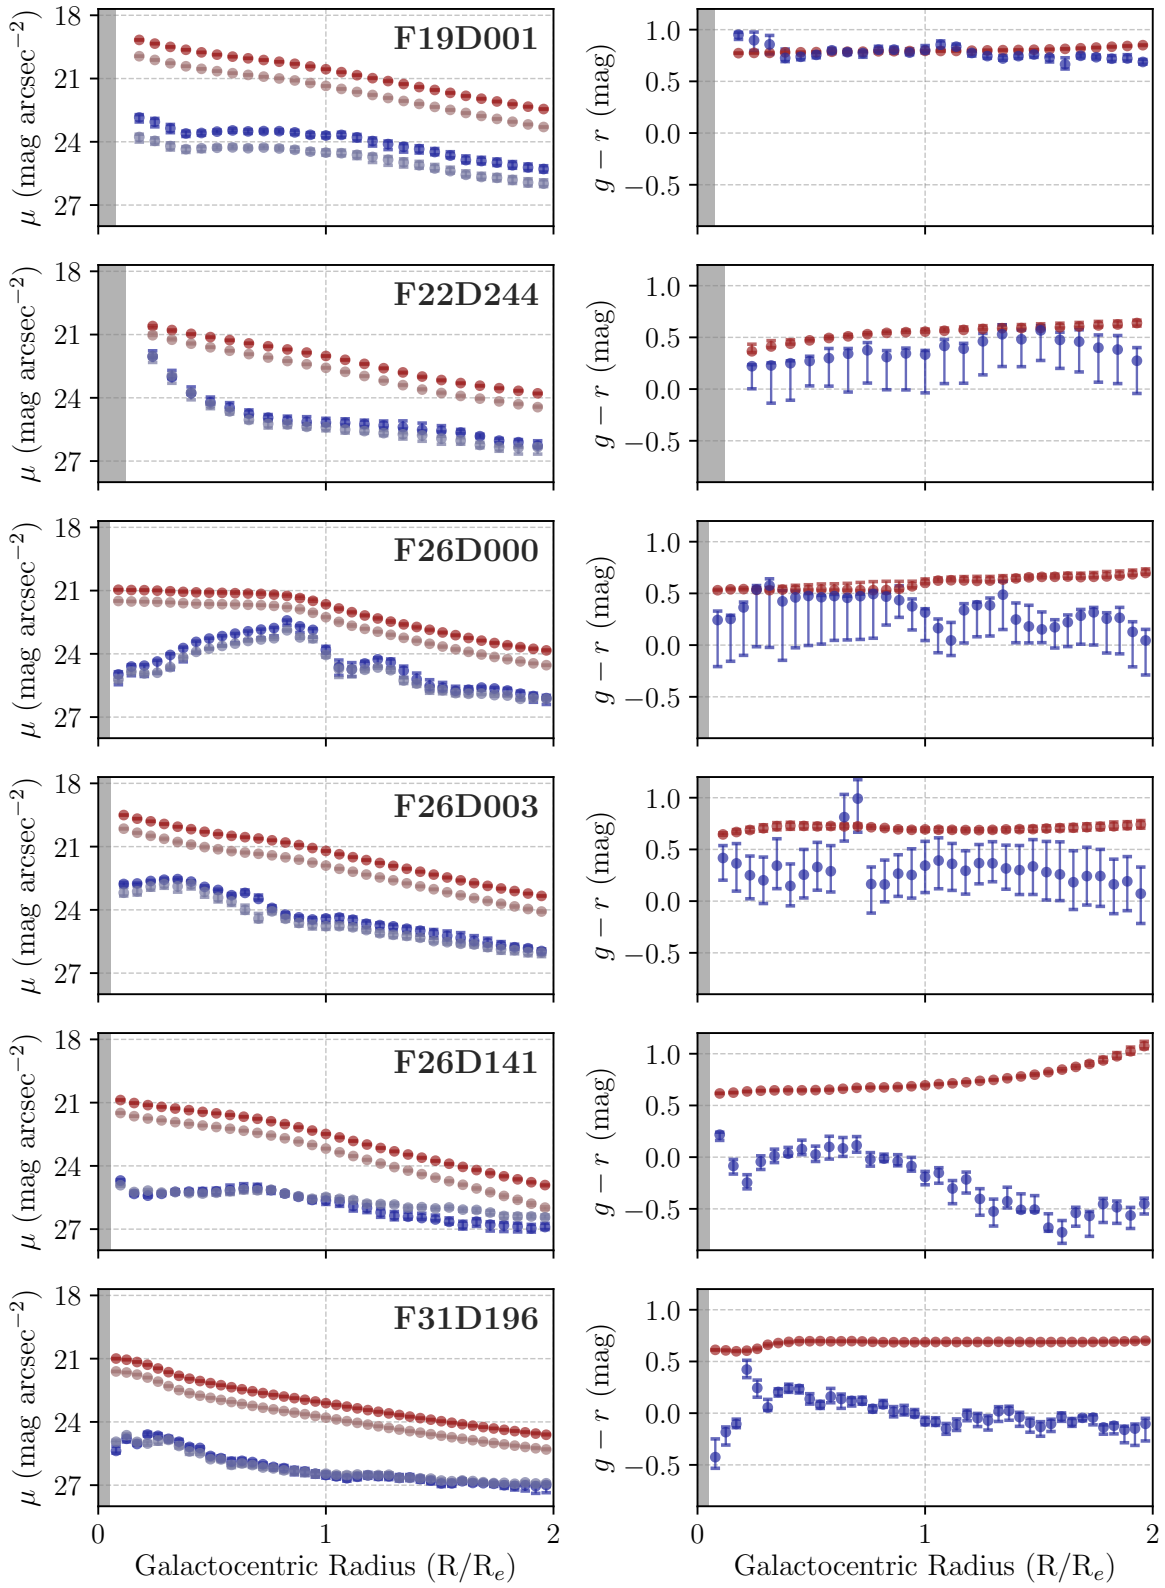 18
21
24
27
μ (mag arcsec−2)
F19D001
1.0
0.5
0.0
−0.5
g − r (mag)
18
21
24
27
μ (mag arcsec−2)
F22D244
1.0
0.5
0.0
−0.5
g − r (mag)
18
21
24
27
μ (mag arcsec−2)
F26D000
1.0
0.5
0.0
−0.5
g − r (mag)
18
21
24
27
μ (mag arcsec−2)
F26D003
1.0
0.5
0.0
−0.5
g − r (mag)
18
21
24
27
μ (mag arcsec−2)
F26D141
1.0
0.5
0.0
−0.5
g − r (mag)
18
21
24
27
μ (mag arcsec−2)
F31D196
1.0
0.5
0.0
−0.5
g − r (mag)
0 1 2
Galactocentric Radius (R/Re)
0 1 2
Galactocentric Radius (R/Re)